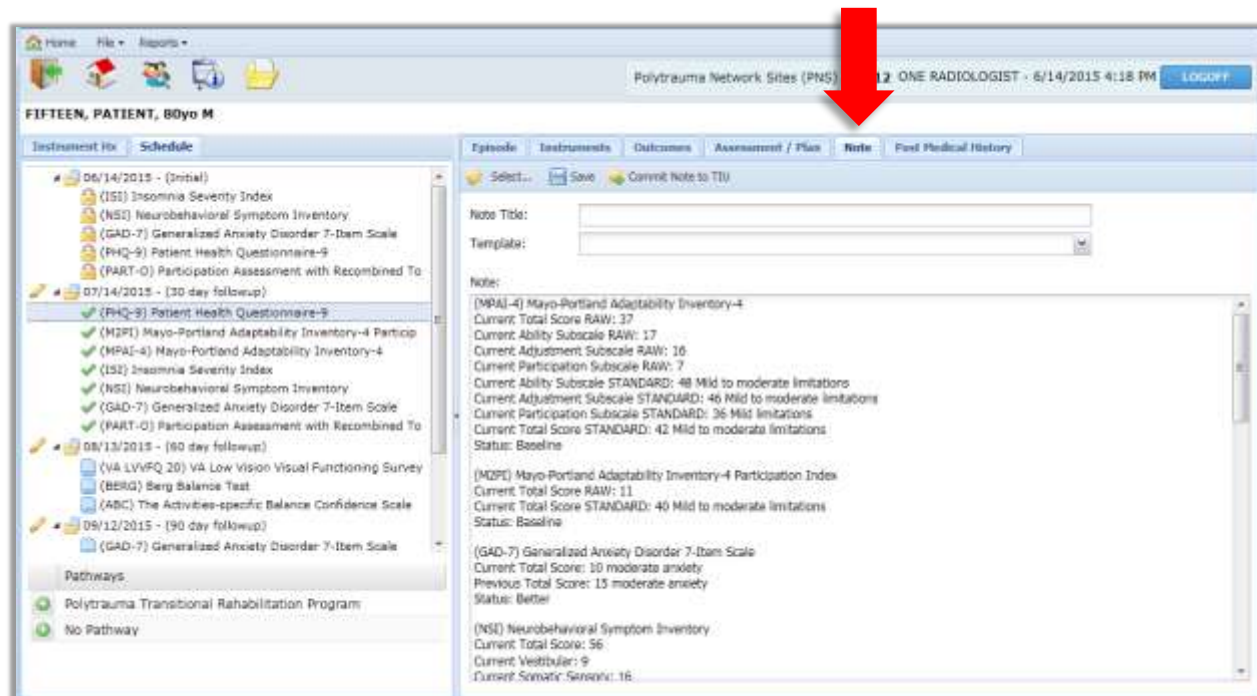 Home File Reports
Polytrauma Network Sites (PNS) 12 ONE RADIOLOGIST - 6/14/2015 4:18 PM LOGOFF
FIFTEEN, PATIENT, 80yo M
Instrument Hx Schedule
06/14/2015 - (Initial)
(ISI) Insomnia Severity Index
(NSI) Neurobehavioral Symptom Inventory
(GAD-7) Generalized Anxiety Disorder 7-Item Scale
(PHQ-9) Patient Health Questionnaire-9
(PART-O) Participation Assessment with Recombined To
07/14/2015 - (30 day followup)
(PHQ-9) Patient Health Questionnaire-9
(M2PI) Mayo-Portland Adaptability Inventory-4 Particip
(MPAI-4) Mayo-Portland Adaptability Inventory-4
(ISI) Insomnia Severity Index
(NSI) Neurobehavioral Symptom Inventory
(GAD-7) Generalized Anxiety Disorder 7-Item Scale
(PART-O) Participation Assessment with Recombined To
08/13/2015 - (60 day followup)
(VA LVVFQ 20) VA Low Vision Visual Functioning Survey
(BERG) Berg Balance Test
(ABC) The Activities-specific Balance Confidence Scale
09/12/2015 - (90 day followup)
(GAD-7) Generalized Anxiety Disorder 7-Item Scale
Pathways
Polytrauma Transitional Rehabilitation Program
No Pathway
Episode Instruments Outcomes Assessment / Plan Note Past Medical History
Select... Save Commit Note to TIU
Note Title:
Template:
Note:
(MPAI-4) Mayo-Portland Adaptability Inventory-4
Current Total Score RAW: 37
Current Ability Subscale RAW: 17
Current Adjustment Subscale RAW: 16
Current Participation Subscale RAW: 7
Current Ability Subscale STANDARD: 48 Mild to moderate limitations
Current Adjustment Subscale STANDARD: 46 Mild to moderate limitations
Current Participation Subscale STANDARD: 36 Mild limitations
Current Total Score STANDARD: 42 Mild to moderate limitations
Status: Baseline
(M2PI) Mayo-Portland Adaptability Inventory-4 Participation Index
Current Total Score RAW: 11
Current Total Score STANDARD: 40 Mild to moderate limitations
Status: Baseline
(GAD-7) Generalized Anxiety Disorder 7-Item Scale
Current Total Score: 10 moderate anxiety
Previous Total Score: 15 moderate anxiety
Status: Better
(NSI) Neurobehavioral Symptom Inventory
Current Total Score: 56
Current Vestibular: 9
Current Somatic Sensory: 16